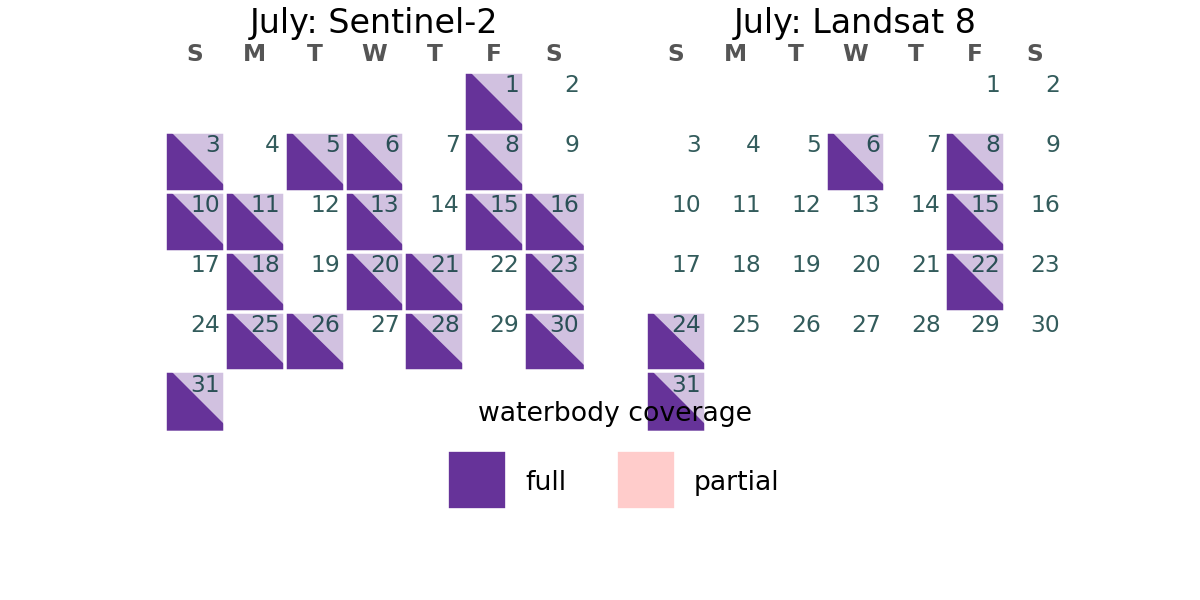 July: Sentinel-2
S M T W T F S
1 2
3 4 5 6 7 8 9
10 11 12 13 14 15 16
17 18 19 20 21 22 23
24 25 26 27 28 29 30
31
July: Landsat 8
S M T W T F S
1 2
3 4 5 6 7 8 9
10 11 12 13 14 15 16
17 18 19 20 21 22 23
24 25 26 27 28 29 30
31
waterbody coverage
full partial